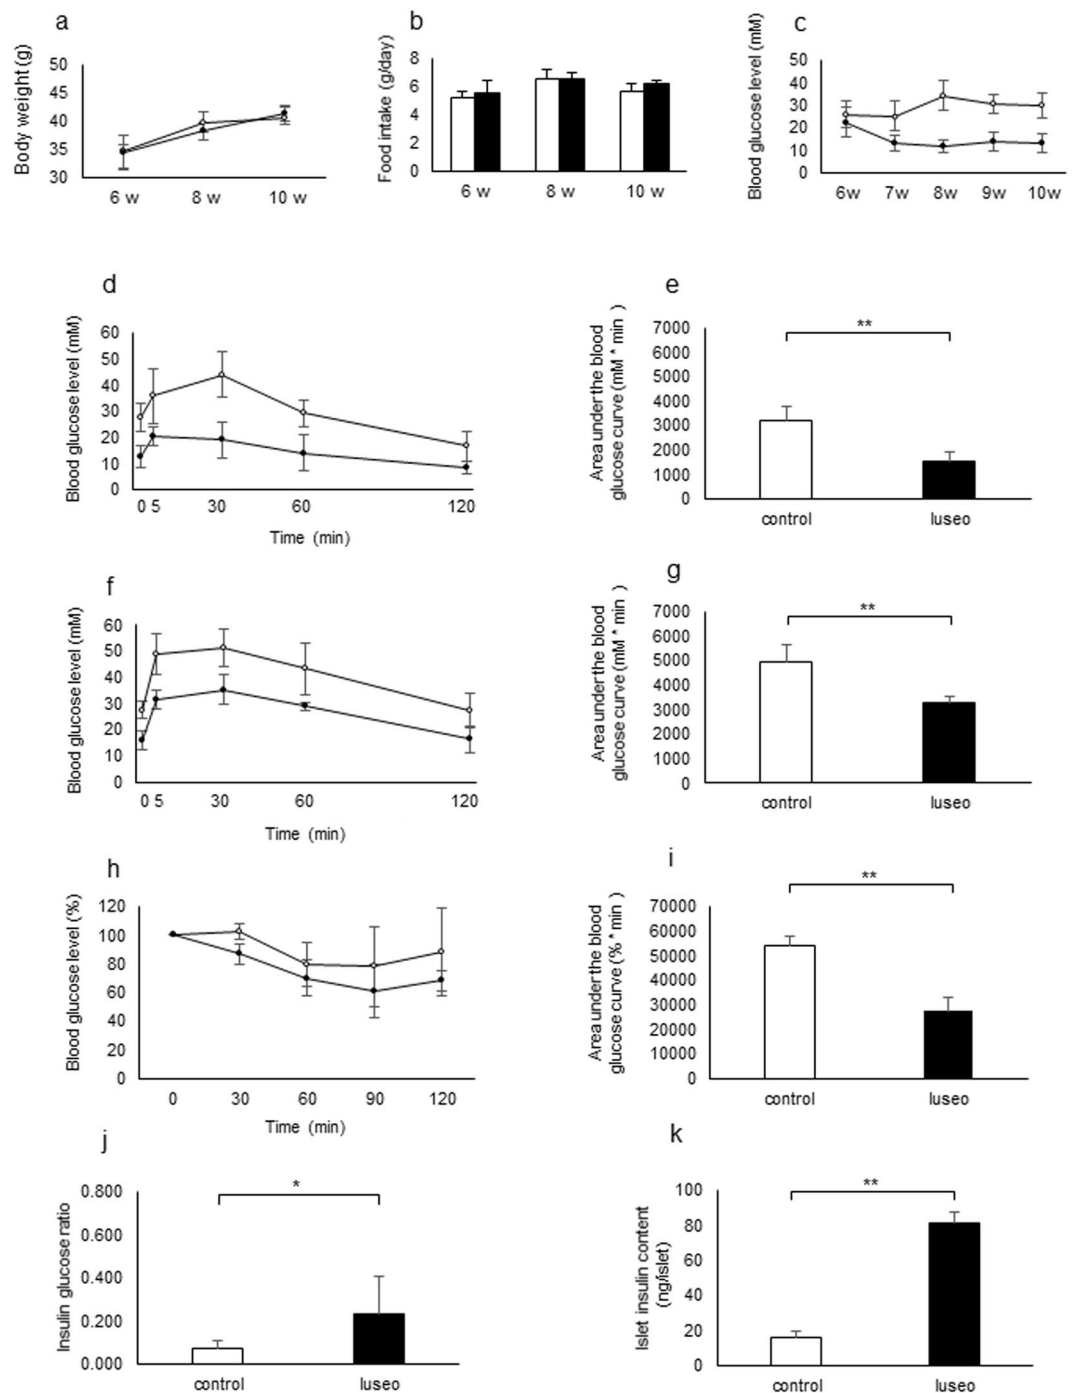 a
Body weight (g)
50
45
40
35
30
6 w 8 w 10 w
b
Food intake (g/day)
8
6
4
2
0
6 w 8 w 10 w
c
Blood glucose level (mM)
50
40
30
20
10
0
6w 7w 8w 9w 10w
d
Blood glucose level (mM)
60
50
40
30
20
10
0
0 5 30 60 120
Time (min)
e
Area under the blood
glucose curve (mM * min )
7000
6000
5000
4000
3000
2000
1000
0
**
control luseo
f
Blood glucose level (mM)
60
50
40
30
20
10
0
0 5 30 60 120
Time (min)
g
Area under the blood
glucose curve (mM * min )
7000
6000
5000
4000
3000
2000
1000
0
**
control luseo
h
Blood glucose level (%)
120
100
80
60
40
20
0
0 30 60 90 120
Time (min)
i
Area under the blood
glucose curve (% * min )
70000
60000
50000
40000
30000
20000
10000
0
**
control luseo
j
Insulin glucose ratio
0.800
0.600
0.400
0.200
0.000
*
control luseo
k
Islet insulin content
(ng/islet)
100
80
60
40
20
0
**
control luseo